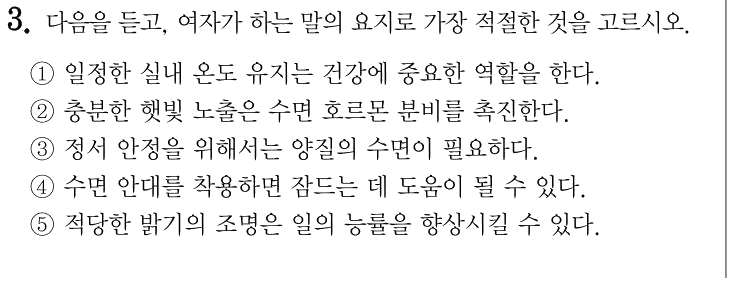 3. 다음을 듣고, 여자가 하는 말의 요지로 가장 적절한 것을 고르시오.
① 일정한 실내 온도 유지는 건강에 중요한 역할을 한다.
② 충분한 햇빛 노출은 수면 호르몬 분비를 촉진한다.
③ 정서 안정을 위해서는 양질의 수면이 필요하다.
④ 수면 안대를 착용하면 잠드는 데 도움이 될 수 있다.
⑤ 적당한 밝기의 조명은 일의 능률을 향상시킬 수 있다.